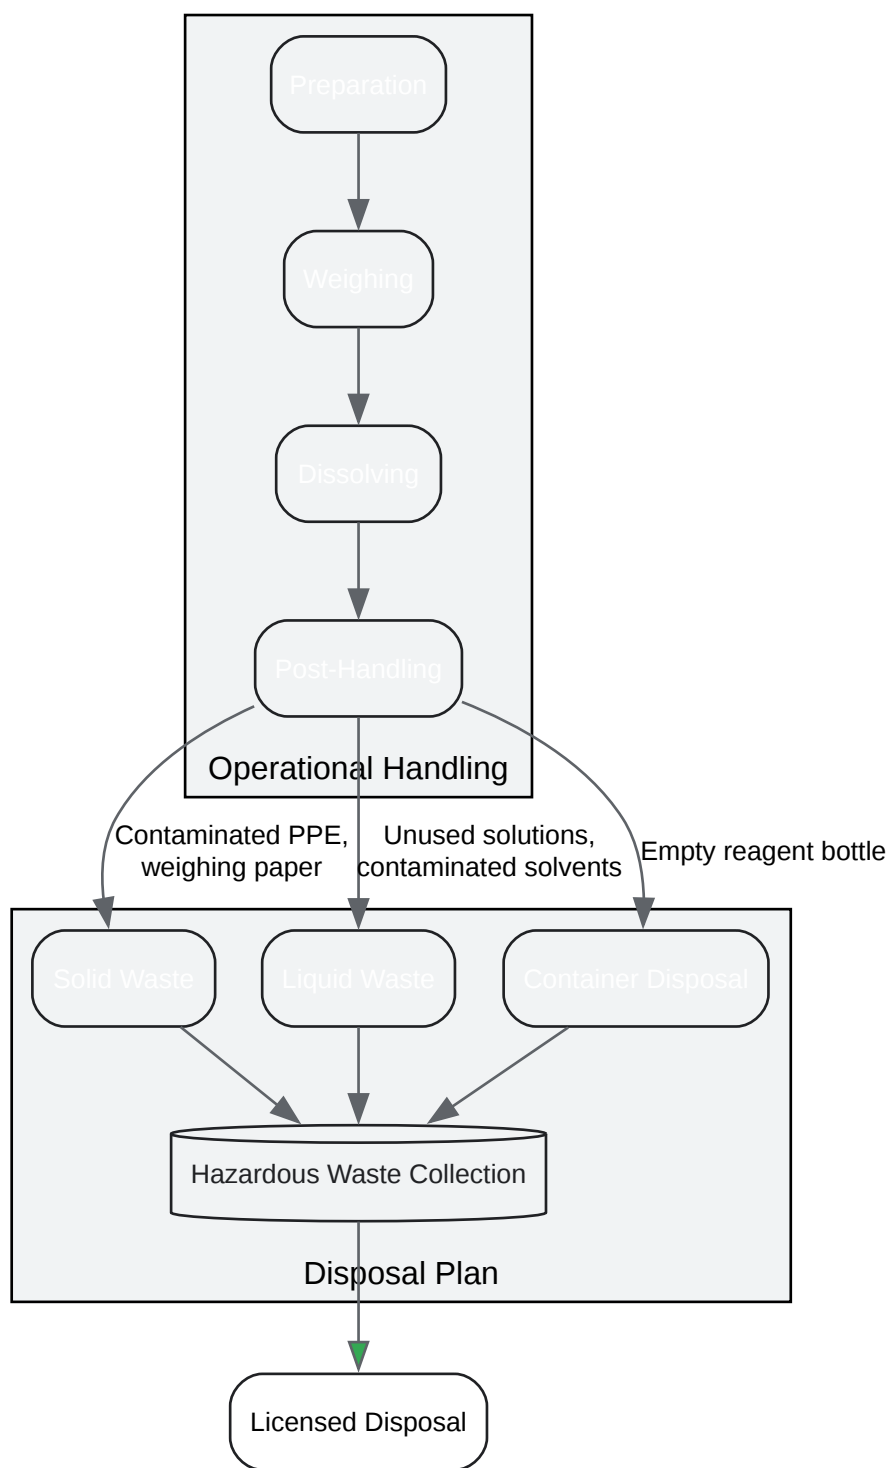 Preparation
Weighing
Dissolving
Post-Handling
Operational Handling
Contaminated PPE,
weighing paper
Unused solutions,
contaminated solvents
Empty reagent bottle
Solid Waste
Liquid Waste
Container Disposal
Hazardous Waste Collection
Disposal Plan
Licensed Disposal